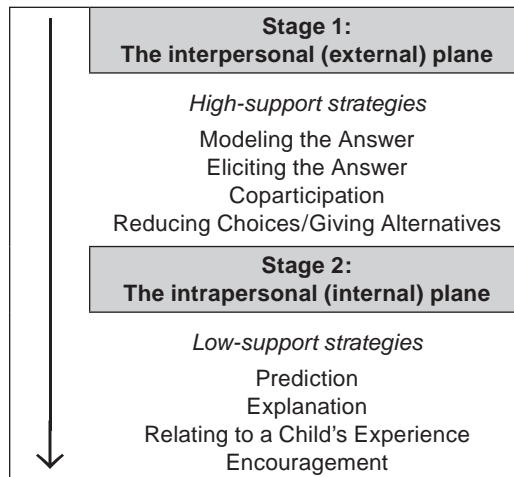 Stage 1:
The interpersonal (external) plane
High-support strategies
Modeling the Answer
Eliciting the Answer
Coparticipation
Reducing Choices/Giving Alternatives
Stage 2:
The intrapersonal (internal) plane
Low-support strategies
Prediction
Explanation
Relating to a Child’s Experience
Encouragement